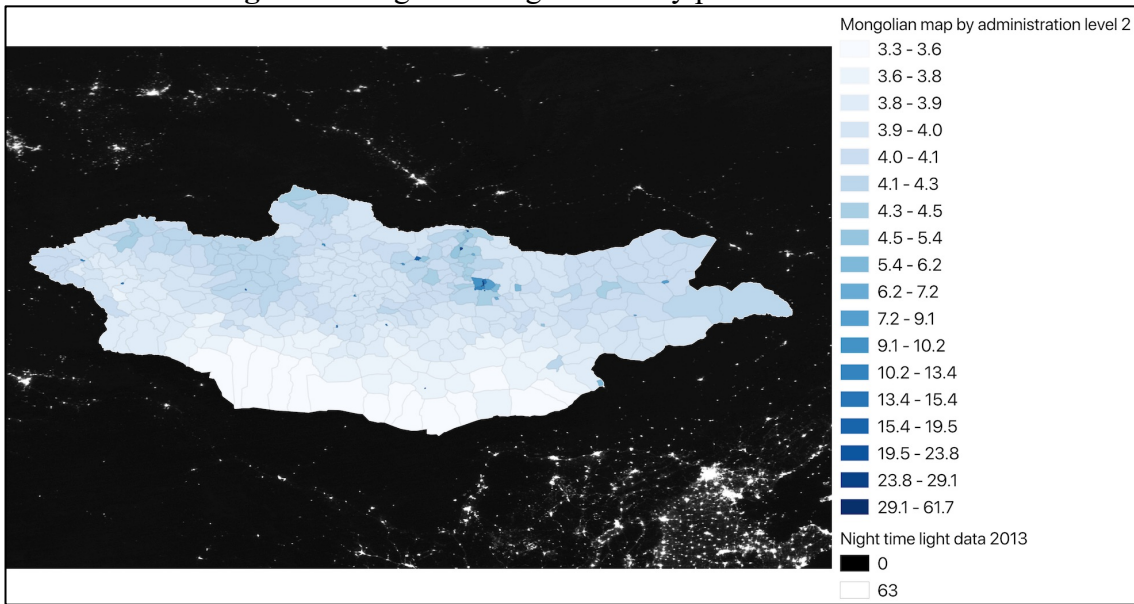 Mongolian map by administration level 2
3.3 - 3.6
3.6 - 3.8
3.8 - 3.9
3.9 - 4.0
4.0 - 4.1
4.1 - 4.3
4.3 - 4.5
4.5 - 5.4
5.4 - 6.2
6.2 - 7.2
7.2 - 9.1
9.1 - 10.2
10.2 - 13.4
13.4 - 15.4
15.4 - 19.5
19.5 - 23.8
23.8 - 29.1
29.1 - 61.7
Night time light data 2013
0
63